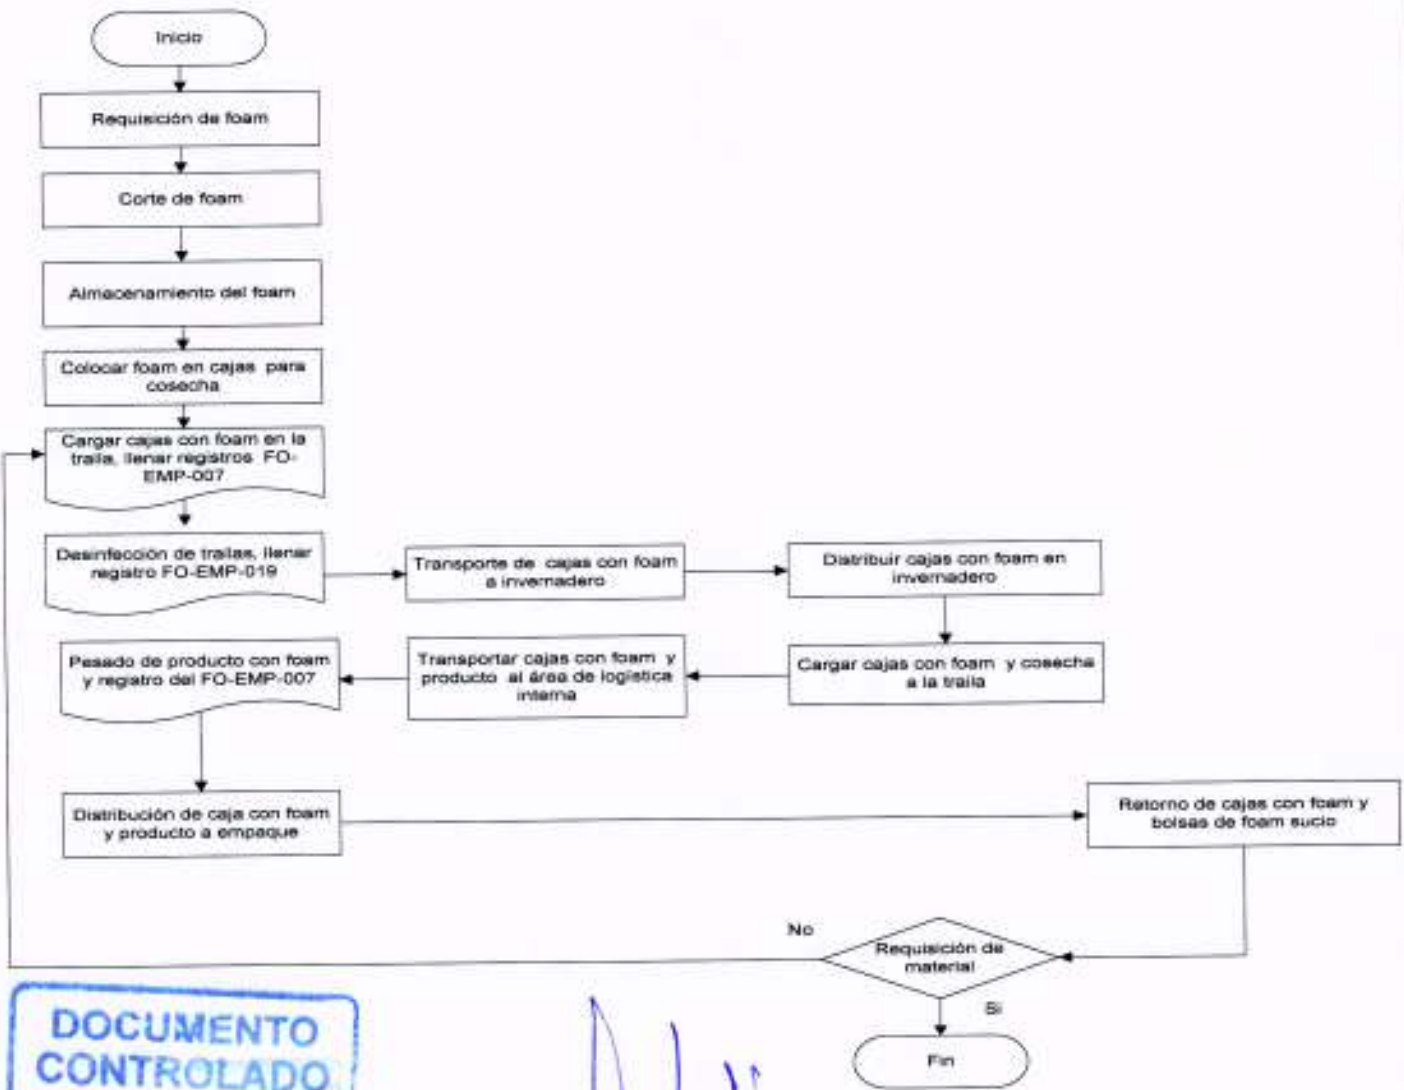 Inicio
Requisición de foam
Corte de foam
Almacenamiento del foam
Colocar foam en cajas para
cosecha
Cargar cajas con foam en la
traila, llenar registros FO-
EMP-007
Desinfección de trailas, llenar
registro FO-EMP-019
Transporte de cajas con foam
a invernadero
Distribuir cajas con foam en
invernadero
Cargar cajas con foam y cosecha
a la traila
Transportar cajas con foam y
producto al área de logística
interna
Pesado de producto con foam
y registro del FO-EMP-007
Distribución de caja con foam
y producto a empaque
Retorno de cajas con foam y
bolsas de foam sucio
Requisición de
material
No
Si
Fin
DOCUMENTO
CONTROLADO